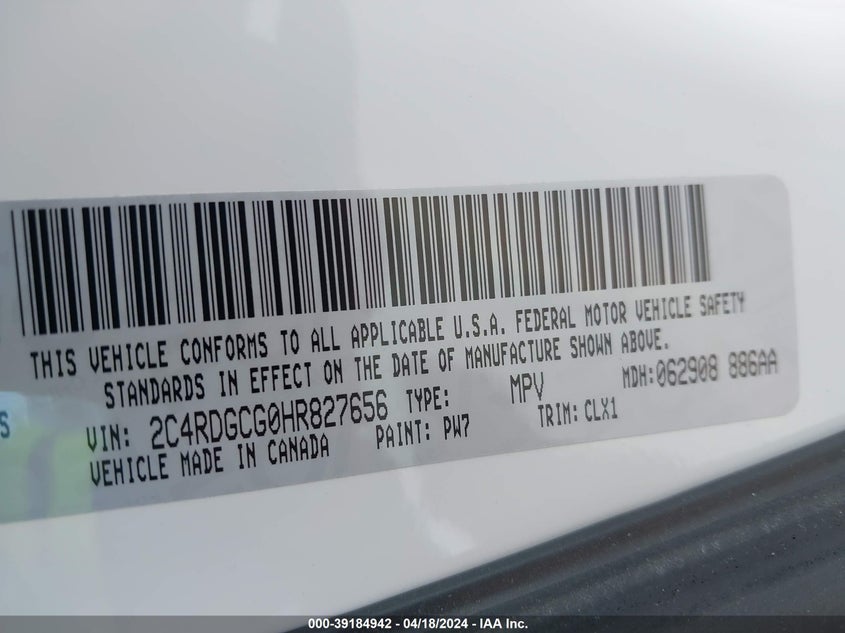 THIS VEHICLE CONFORMS TO ALL APPLICABLE U.S.A. FEDERAL MOTOR VEHICLE SAFETY
STANDARDS IN EFFECT ON THE DATE OF MANUFACTURE SHOWN ABOVE.
VIN: 2C4RDGCG0HR827656 TYPE: MPV MDH:062908 886AA
VEHICLE MADE IN CANADA PAINT: PW7 TRIM: CLX1
S
000-39184942 - 04/18/2024 - IAA Inc.